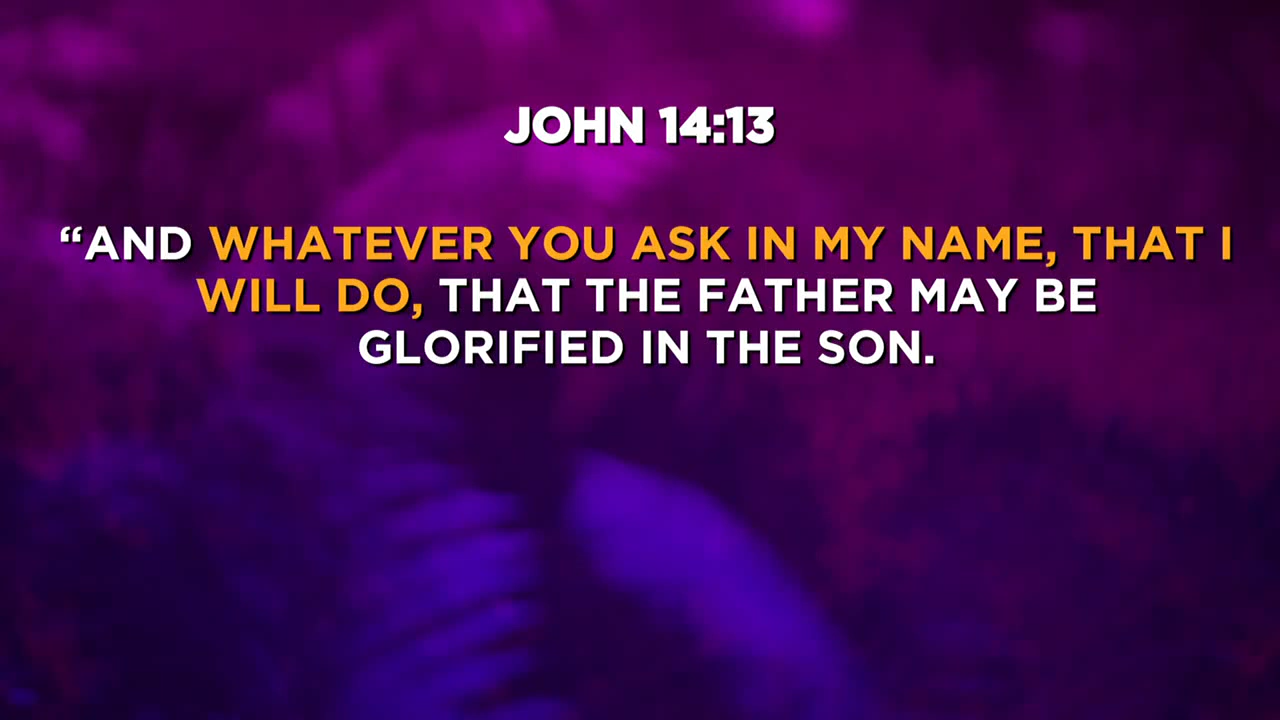 JOHN 14:13
“AND WHATEVER YOU ASK IN MY NAME, THAT I
WILL DO, THAT THE FATHER MAY BE
GLORIFIED IN THE SON.